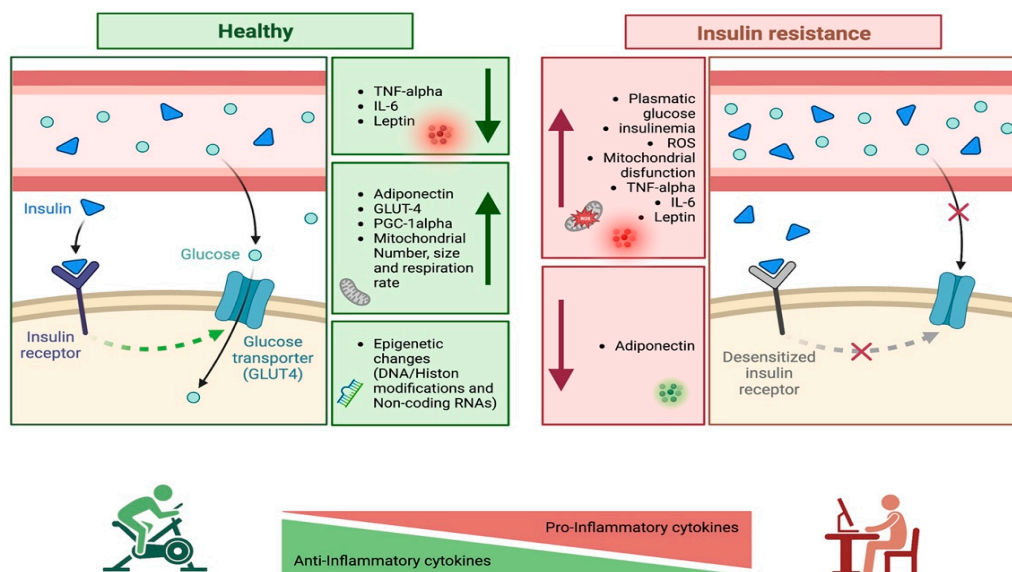 Healthy
Insulin resistance
TNF-alpha
IL-6
Leptin
Adiponectin
GLUT-4
PGC-1alpha
Mitochondrial
Number, size
and respiration
rate
Epigenetic
changes
(DNA/Histon
modifications and
Non-coding RNAs)
Insulin
Glucose
Insulin
receptor
Glucose
transporter
(GLUT4)
Plasmatic
glucose
insulinemia
ROS
Mitochondrial
disfunction
TNF-alpha
IL-6
Leptin
ROS
Adiponectin
Desensitized
insulin
receptor
Pro-Inflammatory cytokines
Anti-Inflammatory cytokines